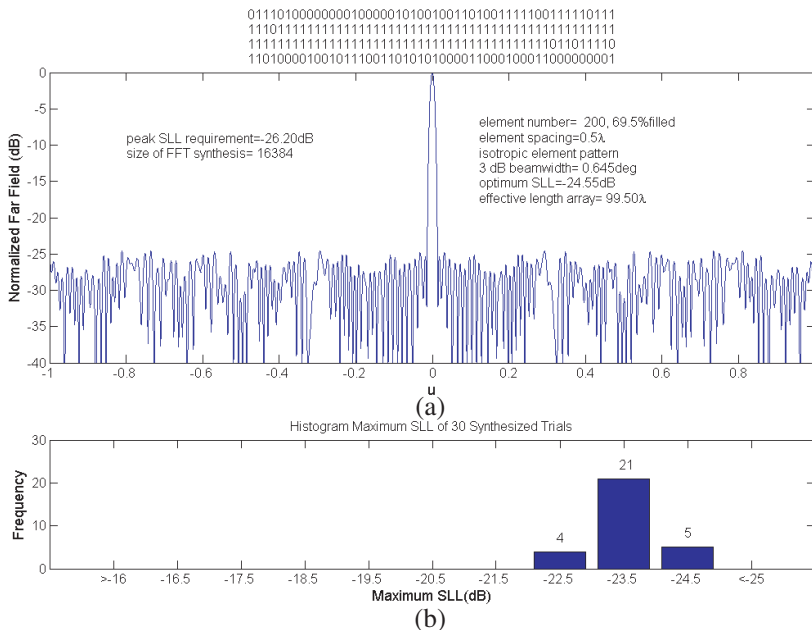 01110100000000100000101001001101001111100111110111
11101111111111111111111111111111111111111111111111
11111111111111111111111111111111111111111011011110
11010000100101110011010101000011000100011000000001
0
-5
-10
-15
-20
-25
-30
-35
-40
Normalized Far Field (dB)
peak SLL requirement=-26.20dB
size of FFT synthesis= 16384
element number= 200, 69.5%filled
element spacing=0.5λ
isotropic element pattern
3 dB beamwidth= 0.645deg
optimum SLL=-24.55dB
effective length array= 99.50λ
-1 -0.8 -0.6 -0.4 -0.2 0 0.2 0.4 0.6 0.8
u
(a)
Histogram Maximum SLL of 30 Synthesized Trials
30
20
10
0
Frequency
4
21
5
>-16 -16.5 -17.5 -18.5 -19.5 -20.5 -21.5 -22.5 -23.5 -24.5 <-25
Maximum SLL(dB)
(b)